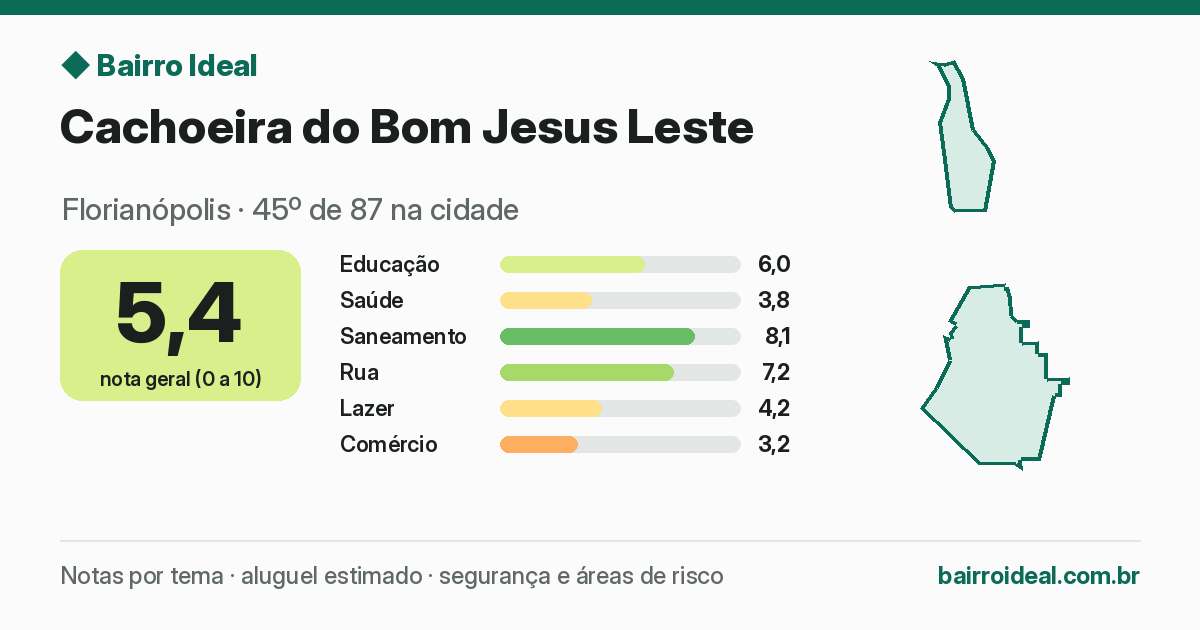 Bairro Ideal
Cachoeira do Bom Jesus Leste
Florianópolis · 45º de 87 na cidade
5,4
nota geral (0 a 10)
Educação 6,0
Saúde 3,8
Saneamento 8,1
Rua 7,2
Lazer 4,2
Comércio 3,2
Notas por tema · aluguel estimado · segurança e áreas de risco
bairroideal.com.br